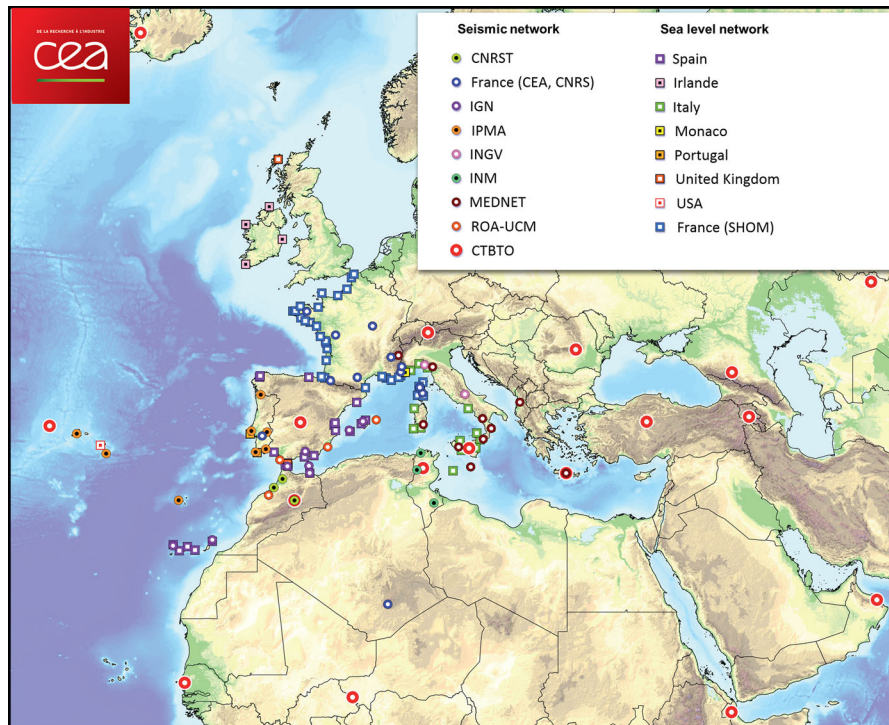 DE LA RECHERCHE À L'INDUSTRIE
cea
Seismic network
CNRST
France (CEA, CNRS)
IGN
IPMA
INGV
INM
MEDNET
ROA-UCM
CTBTO
Sea level network
Spain
Irlande
Italy
Monaco
Portugal
United Kingdom
USA
France (SHOM)